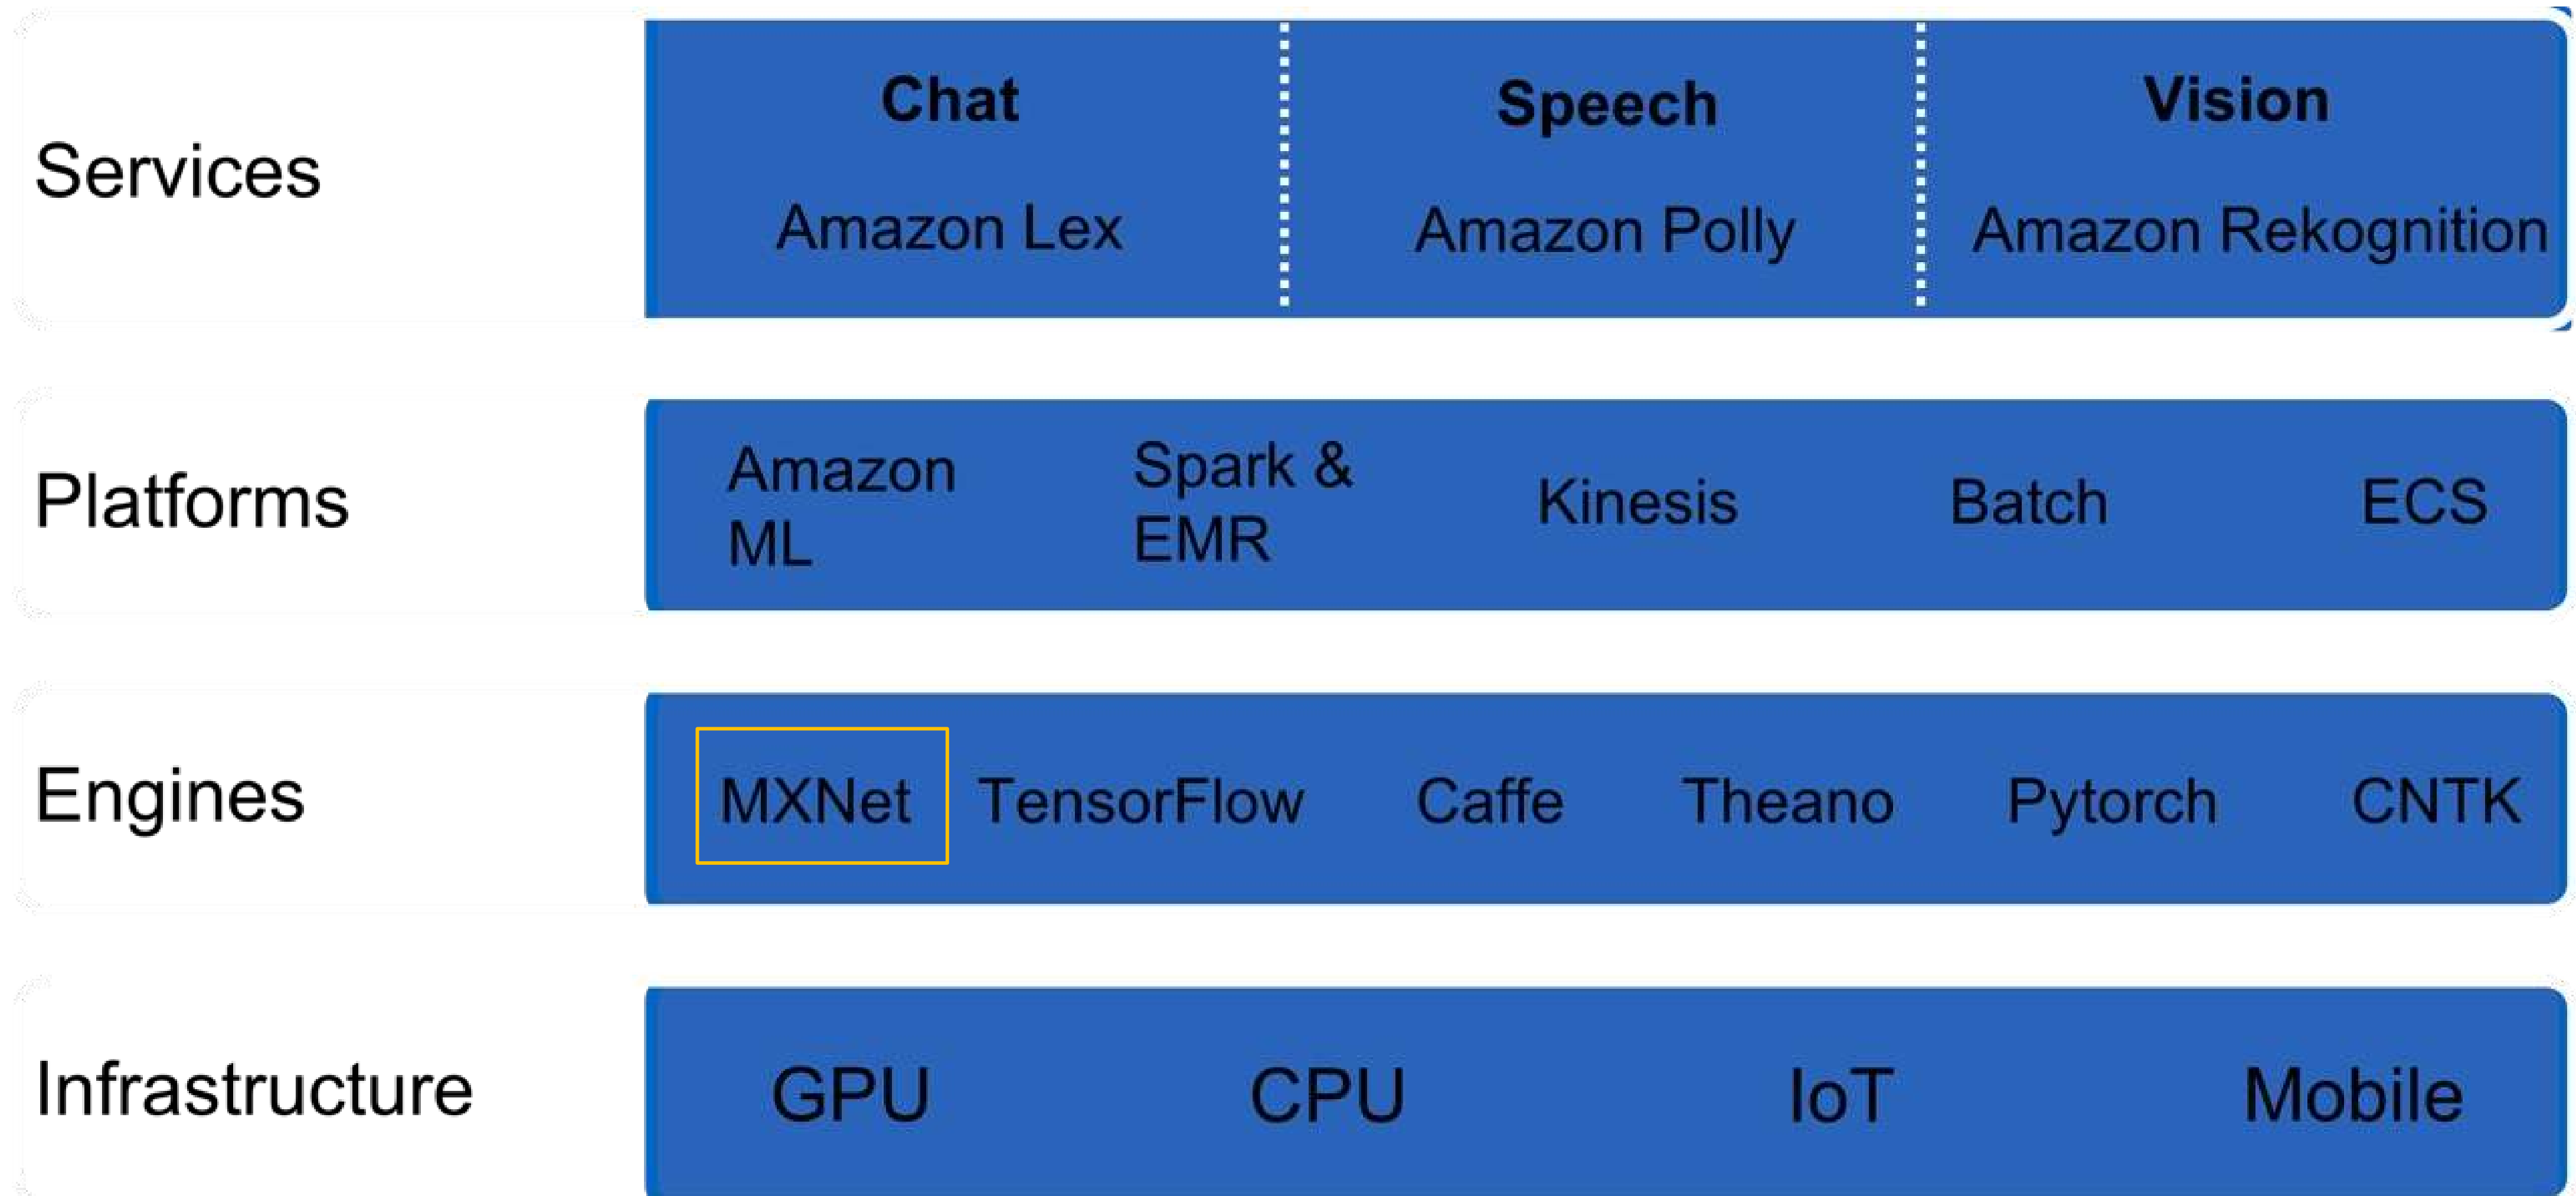 Services
Chat
Speech
Vision
Amazon Lex
Amazon Polly
Amazon Rekognition
Platforms
Amazon
ML
Spark &
EMR
Kinesis
Batch
ECS
Engines
MXNet
TensorFlow
Caffe
Theano
Pytorch
CNTK
Infrastructure
GPU
CPU
IoT
Mobile